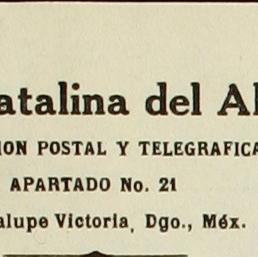 atalina del Al
ION POSTAL Y TELEGRAFICA
APARTADO No. 21
alupe Victoria, Dgo., Méx.